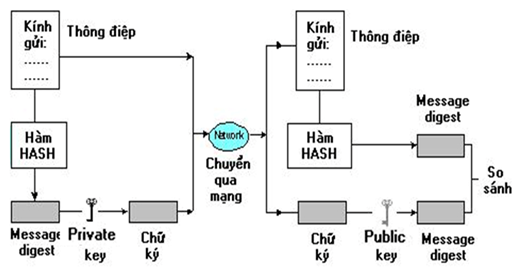 Kính
gửi:
......
......
Thông điệp
Hàm
HASH
Message
digest
Private
key
Chữ
ký
Network
Chuyển
qua
mạng
Kính
gửi:
......
......
Thông điệp
Hàm
HASH
Message
digest
So
sánh
Chữ
ký
Public
key
Message
digest